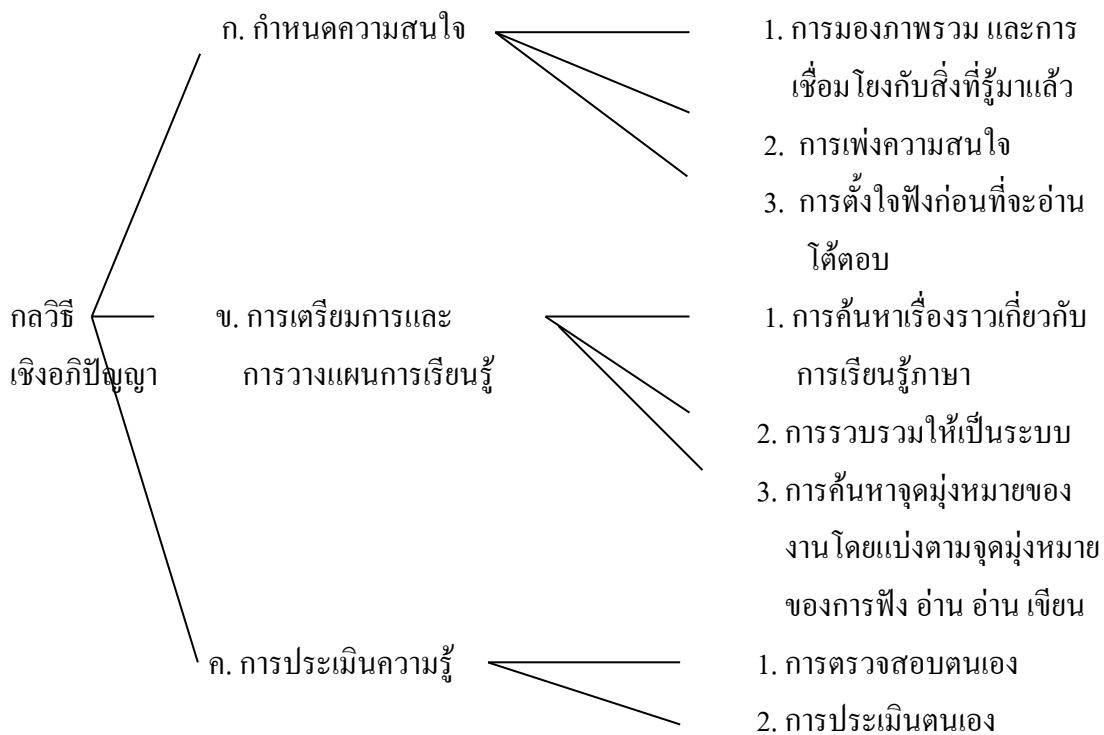 ก. กำหนดความสนใจ
1. การมองภาพรวม และการ
เชื่อมโยงกับสิ่งที่รู้มาแล้ว
2. การเพ่งความสนใจ
3. การตั้งใจฟังก่อนที่จะอ่าน
โต้ตอบ
กลวิธี
เชิงอภิปัญญา
ข. การเตรียมการและ
การวางแผนการเรียนรู้
1. การค้นหาเรื่องราวเกี่ยวกับ
การเรียนรู้ภาษา
2. การรวบรวมให้เป็นระบบ
3. การค้นหาจุดมุ่งหมายของ
งานโดยแบ่งตามจุดมุ่งหมาย
ของการฟัง อ่าน อ่าน เขียน
ค. การประเมินความรู้
1. การตรวจสอบตนเอง
2. การประเมินตนเอง